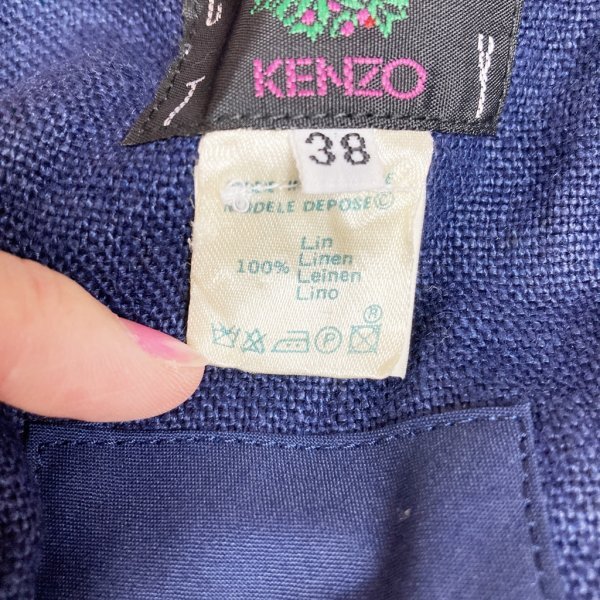 KENZO
38
MODELE DEPOSE©
Lin
100% Linen
Leinen
Lino
P
®